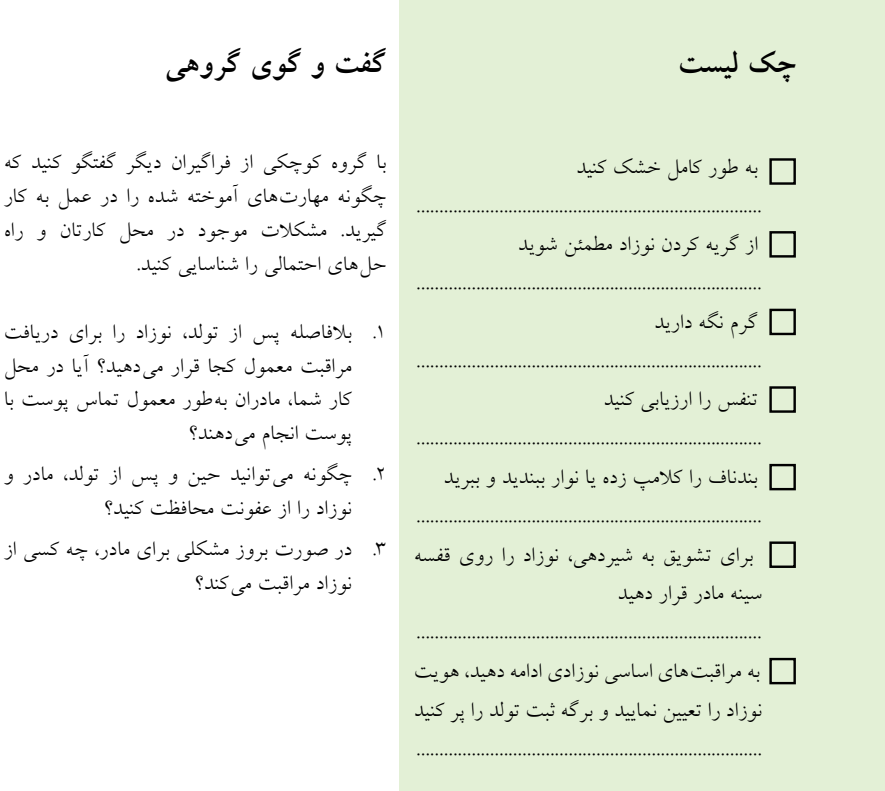 چک لیست
به طور کامل خشک کنید
......................................................................
از گریه کردن نوزاد مطمئن شوید
......................................................................
گرم نگه دارید
......................................................................
تنفس را ارزیابی کنید
......................................................................
بندناف را کلامپ زده یا نوار ببندید و ببرید
......................................................................
برای تشویق به شیردهی، نوزاد را روی قفسه
سینه مادر قرار دهید
......................................................................
به مراقبت‌های اساسی نوزادی ادامه دهید، هویت
نوزاد را تعیین نمایید و برگه ثبت تولد را پر کنید
......................................................................
گفت و گوی گروهی
با گروه کوچکی از فراگیران دیگر گفتگو کنید که
چگونه مهارت‌های آموخته شده را در عمل به کار
گیرید. مشکلات موجود در محل کارتان و راه
حل‌های احتمالی را شناسایی کنید.
۱. بلافاصله پس از تولد، نوزاد را برای دریافت
مراقبت معمول کجا قرار می‌دهید؟ آیا در محل
کار شما، مادران به‌طور معمول تماس پوست با
پوست انجام می‌دهند؟
۲. چگونه می‌توانید حین و پس از تولد، مادر و
نوزاد را از عفونت محافظت کنید؟
۳. در صورت بروز مشکلی برای مادر، چه کسی از
نوزاد مراقبت می‌کند؟